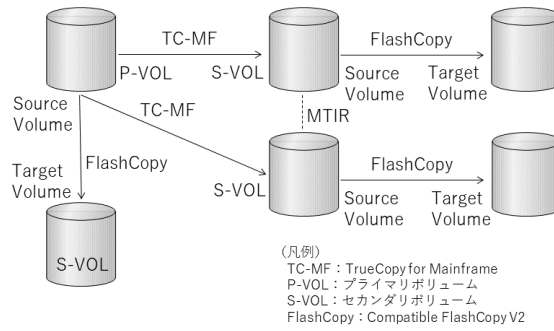 TC-MF
FlashCopy
P-VOL
S-VOL
Source
Volume
Source
Volume
Target
Volume
TC-MF
MTIR
FlashCopy
FlashCopy
Target
Volume
S-VOL
Source
Volume
Target
Volume
S-VOL
(凡例)
TC-MF：TrueCopy for Mainframe
P-VOL：プライマリボリューム
S-VOL：セカンダリボリューム
FlashCopy：Compatible FlashCopy V2